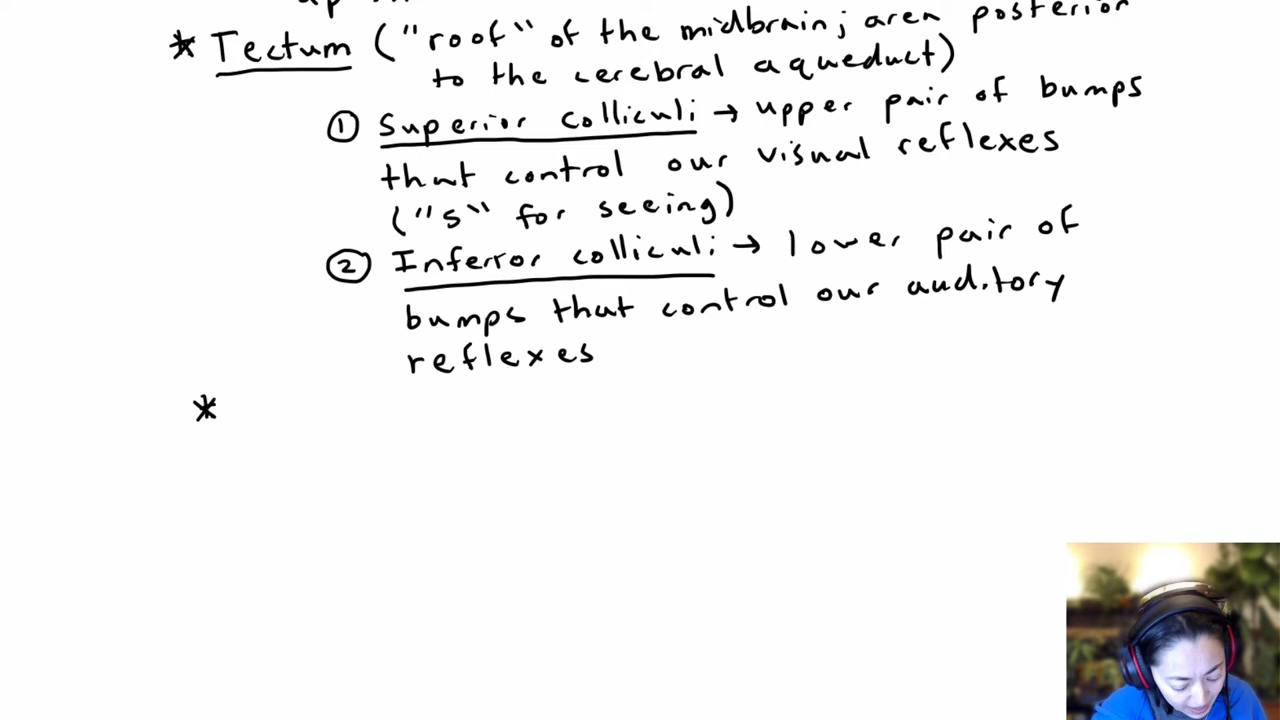 * Tectum ("roof" of the midbrain; area posterior
to the cerebral aqueduct)
① Superior colliculi → upper pair of bumps
that control our visual reflexes
("s" for seeing)
② Inferior colliculi → lower pair of
bumps that control our auditory
reflexes
*